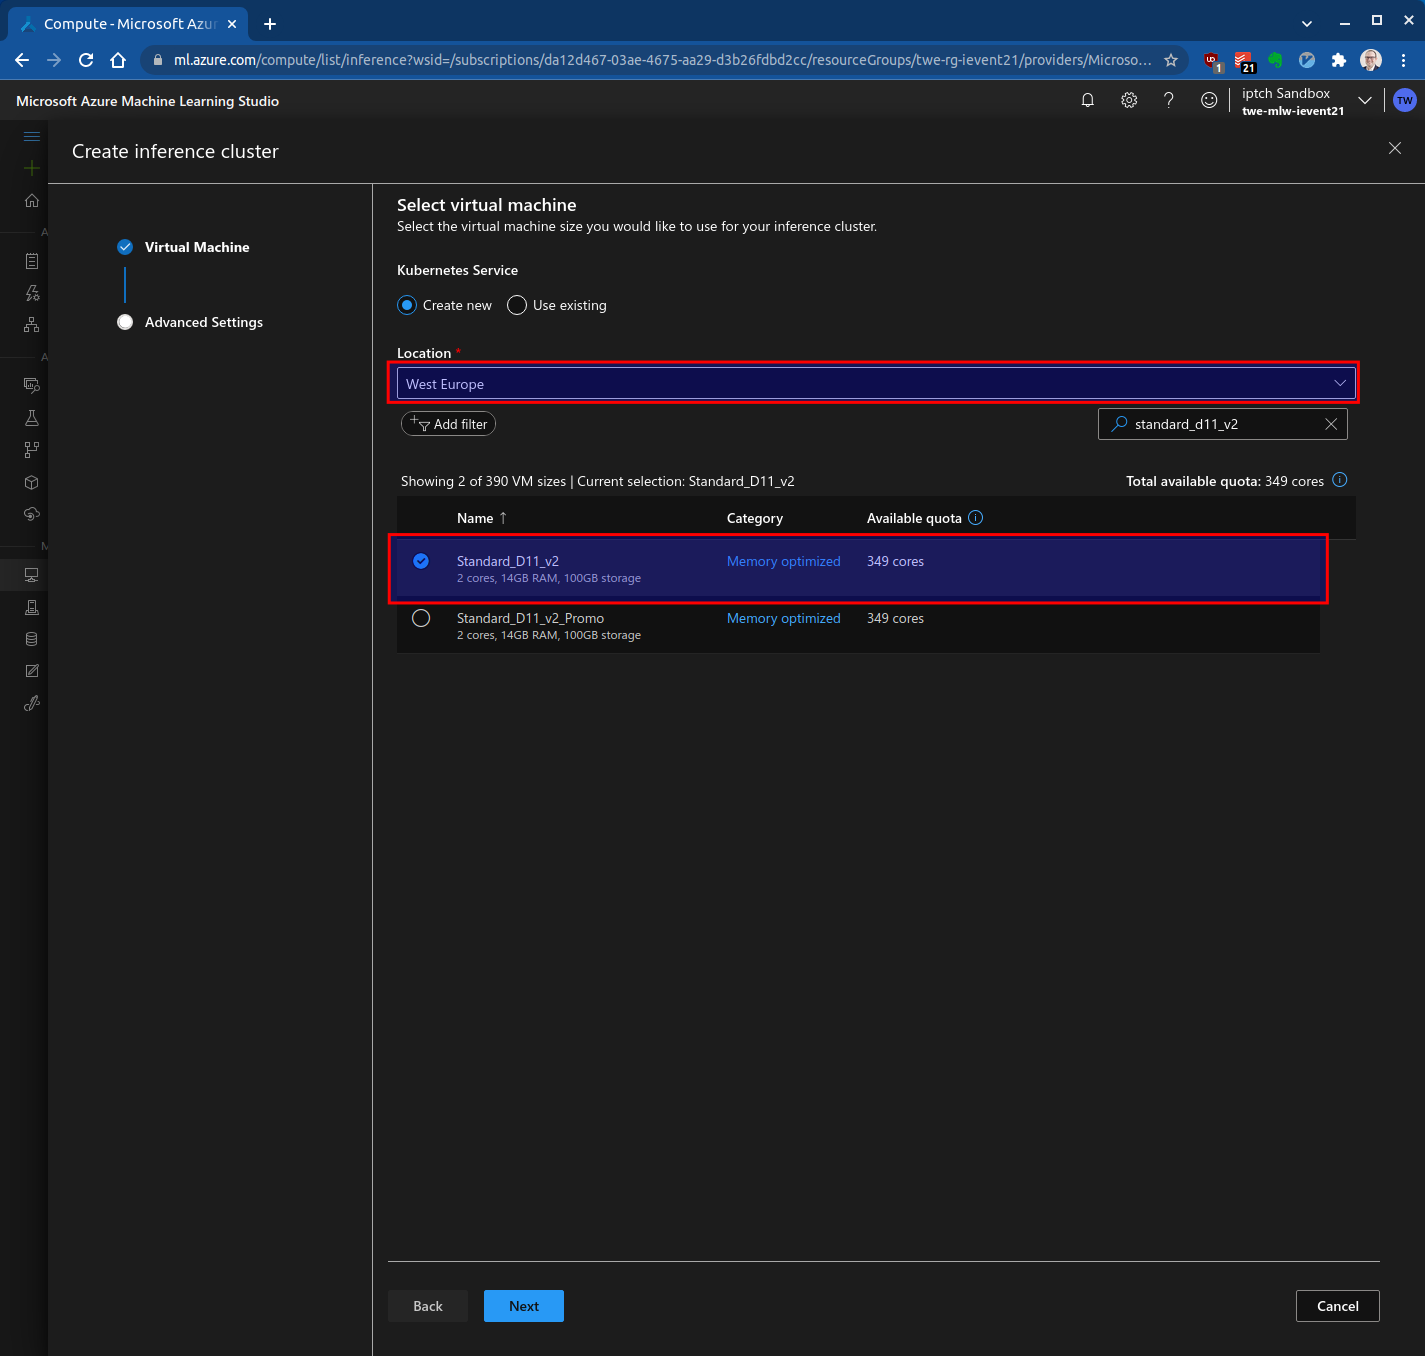 Compute - Microsoft Azur
ml.azure.com/compute/list/inference?wsid=/subscriptions/da12d467-03ae-4675-aa29-d3b26fdbd2cc/resourceGroups/twe-rg-ievent21/providers/Microso...
1
21
Microsoft Azure Machine Learning Studio
iptch Sandbox
twe-mlw-ievent21
TW
Create inference cluster
A
A
M
Virtual Machine
Advanced Settings
Select virtual machine
Select the virtual machine size you would like to use for your inference cluster.
Kubernetes Service
Create new
Use existing
Location *
West Europe
Add filter
standard_d11_v2
Showing 2 of 390 VM sizes | Current selection: Standard_D11_v2
Total available quota: 349 cores
Name ↑ Category Available quota
Standard_D11_v2 Memory optimized 349 cores
2 cores, 14GB RAM, 100GB storage
Standard_D11_v2_Promo Memory optimized 349 cores
2 cores, 14GB RAM, 100GB storage
Back
Next
Cancel